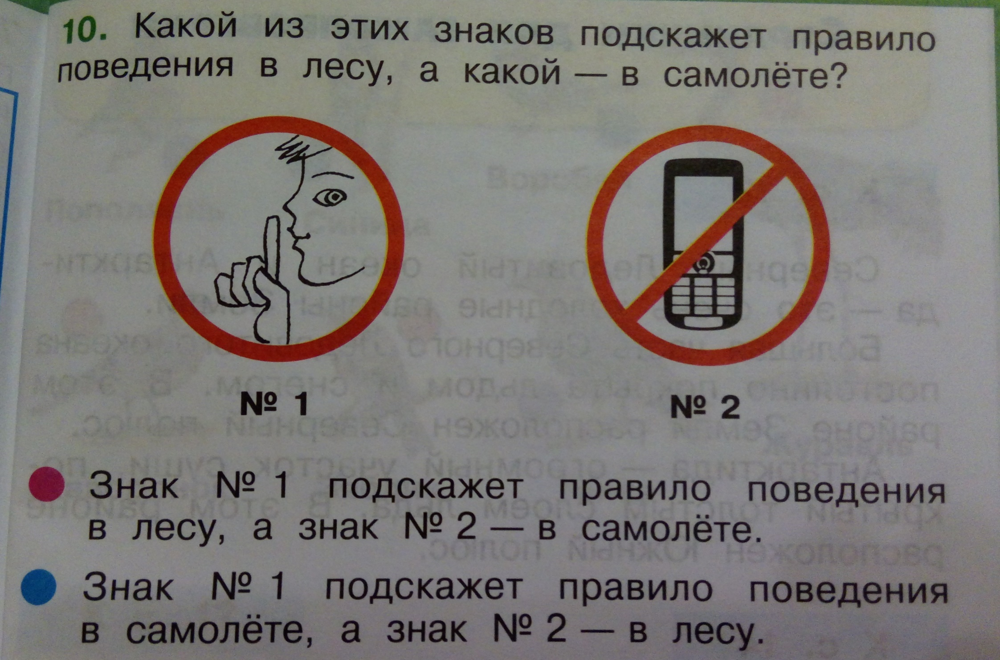 10. Какой из этих знаков подскажет правило
поведения в лесу, а какой — в самолёте?
№ 1
№ 2
Знак № 1 подскажет правило поведения
в лесу, а знак № 2 — в самолёте.
Знак № 1 подскажет правило поведения
в самолёте, а знак № 2 — в лесу.